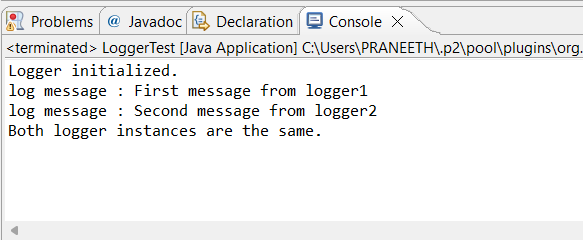 Problems @ Javadoc Declaration Console
<terminated> LoggerTest [Java Application] C:\Users\PRANEETH\.p2\pool\plugins\org.
Logger initialized.
log message : First message from logger1
log message : Second message from logger2
Both logger instances are the same.